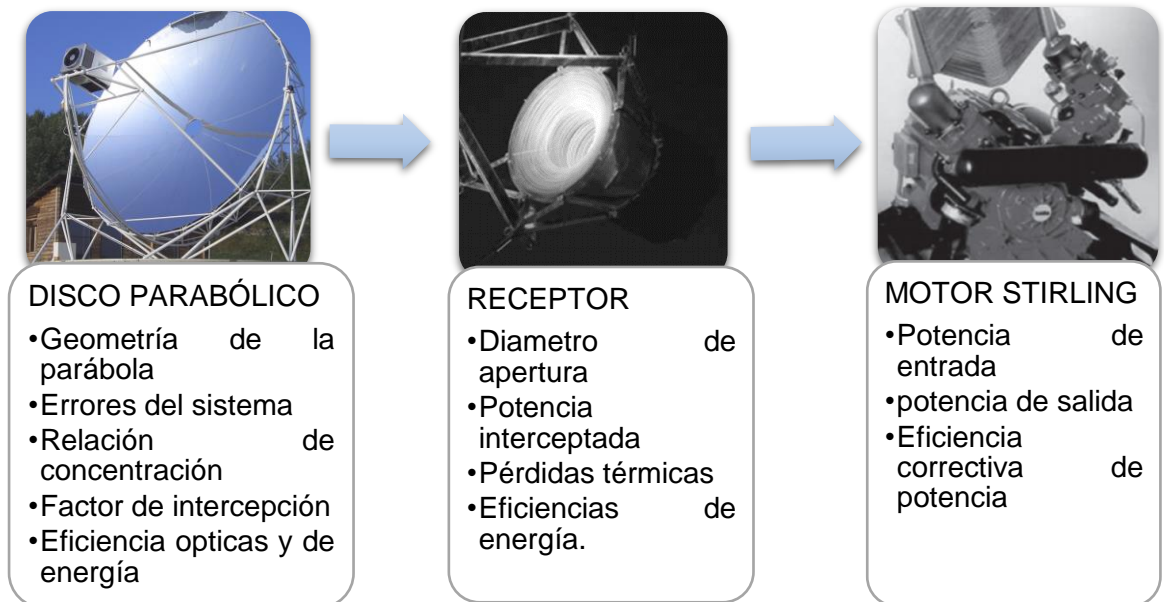 DISCO PARABÓLICO
•Geometría de la
parábola
•Errores del sistema
•Relación de
concentración
•Factor de intercepción
•Eficiencia opticas y de
energía
RECEPTOR
•Diametro de
apertura
•Potencia
interceptada
•Pérdidas térmicas
•Eficiencias de
energía.
MOTOR STIRLING
•Potencia de
entrada
•potencia de salida
•Eficiencia
correctiva de
potencia